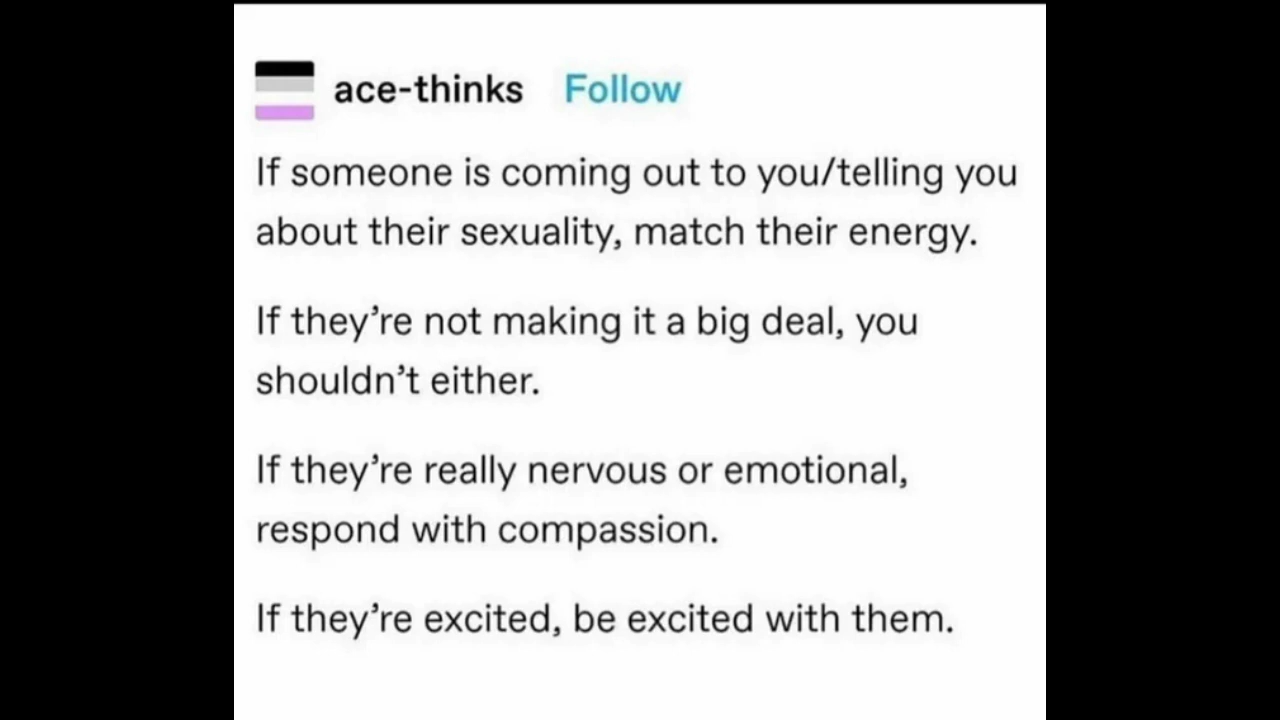 ace-thinks Follow
If someone is coming out to you/telling you
about their sexuality, match their energy.
If they’re not making it a big deal, you
shouldn’t either.
If they’re really nervous or emotional,
respond with compassion.
If they’re excited, be excited with them.